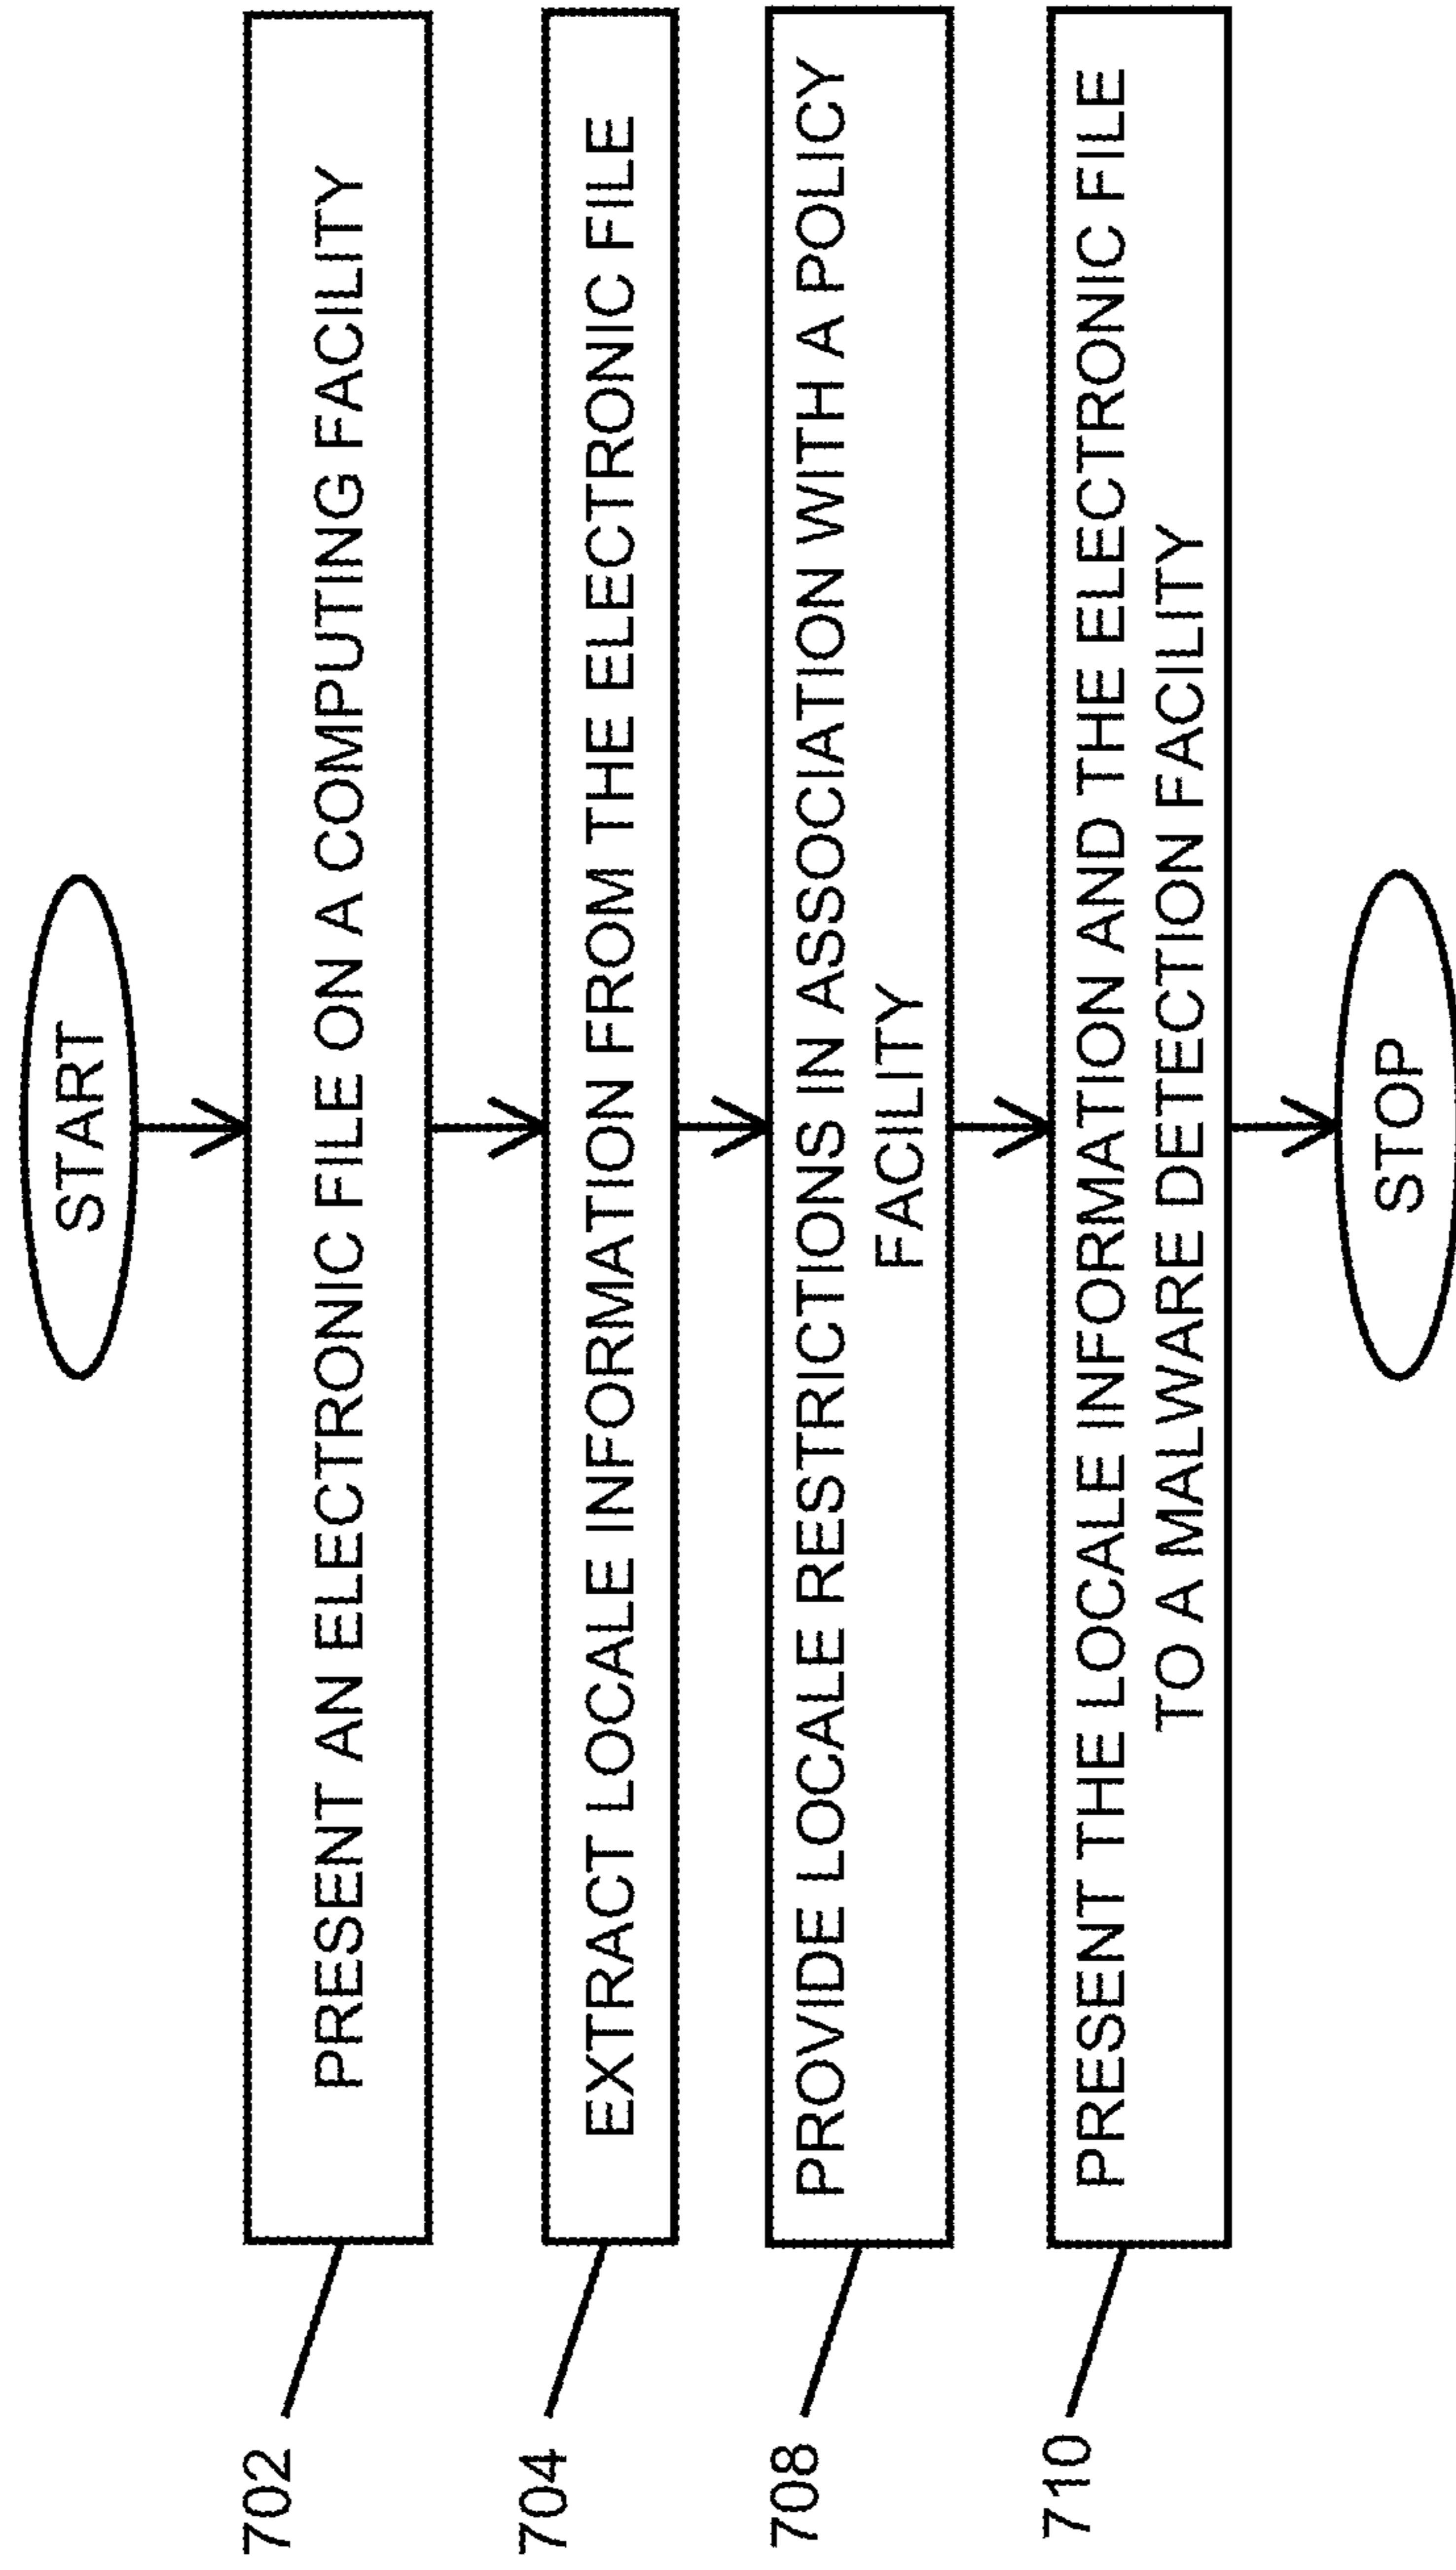 START
702
PRESENT AN ELECTRONIC FILE ON A COMPUTING FACILITY
704
EXTRACT LOCALE INFORMATION FROM THE ELECTRONIC FILE
708
PROVIDE LOCALE RESTRICTIONS IN ASSOCIATION WITH A POLICY
FACILITY
710
PRESENT THE LOCALE INFORMATION AND THE ELECTRONIC FILE
TO A MALWARE DETECTION FACILITY
STOP